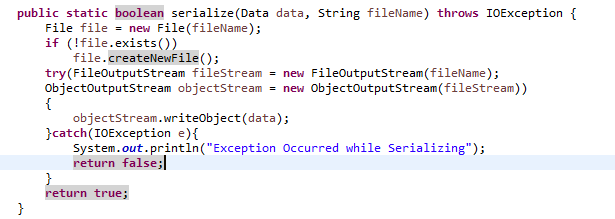 public static boolean serialize(Data data, String fileName) throws IOException {
File file = new File(fileName);
if (!file.exists())
file.createNewFile();
try(FileOutputStream fileStream = new FileOutputStream(fileName);
ObjectOutputStream objectStream = new ObjectOutputStream(fileStream))
{
objectStream.writeObject(data);
}catch(IOException e){
System.out.println("Exception Occurred while Serializing");
return false;
}
return true;
}